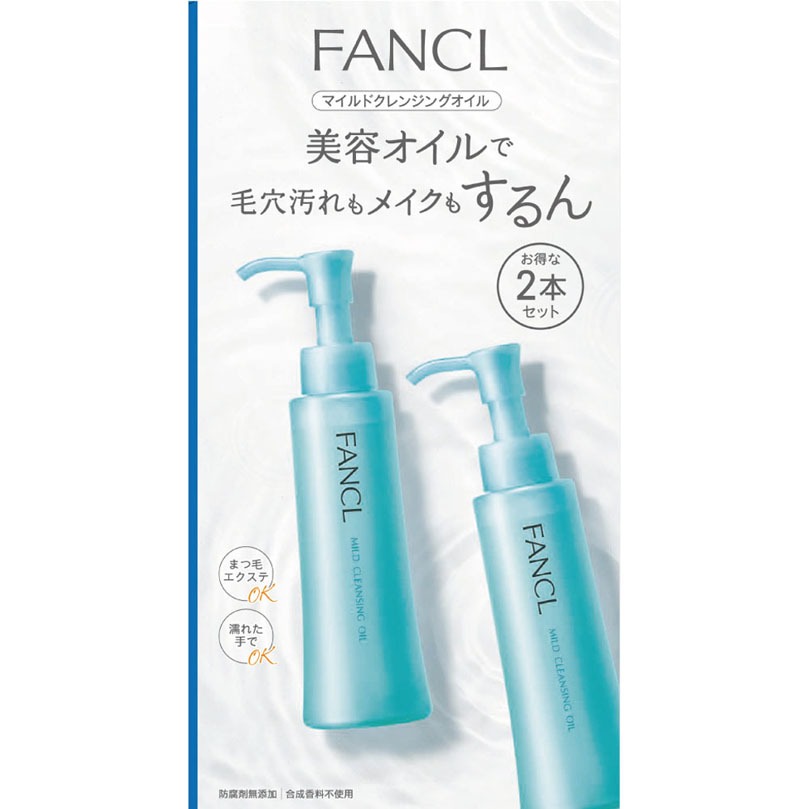 FANCL
マイルドクレンジングオイル
美容オイルで
毛穴汚れもメイクもするん
お得な
2本
セット
FANCL
MILD CLEANSING OIL
FANCL
MILD CLEANSING OIL
まつ毛
エクステ
OK
濡れた
手で
OK
防腐剤無添加|合成香料不使用